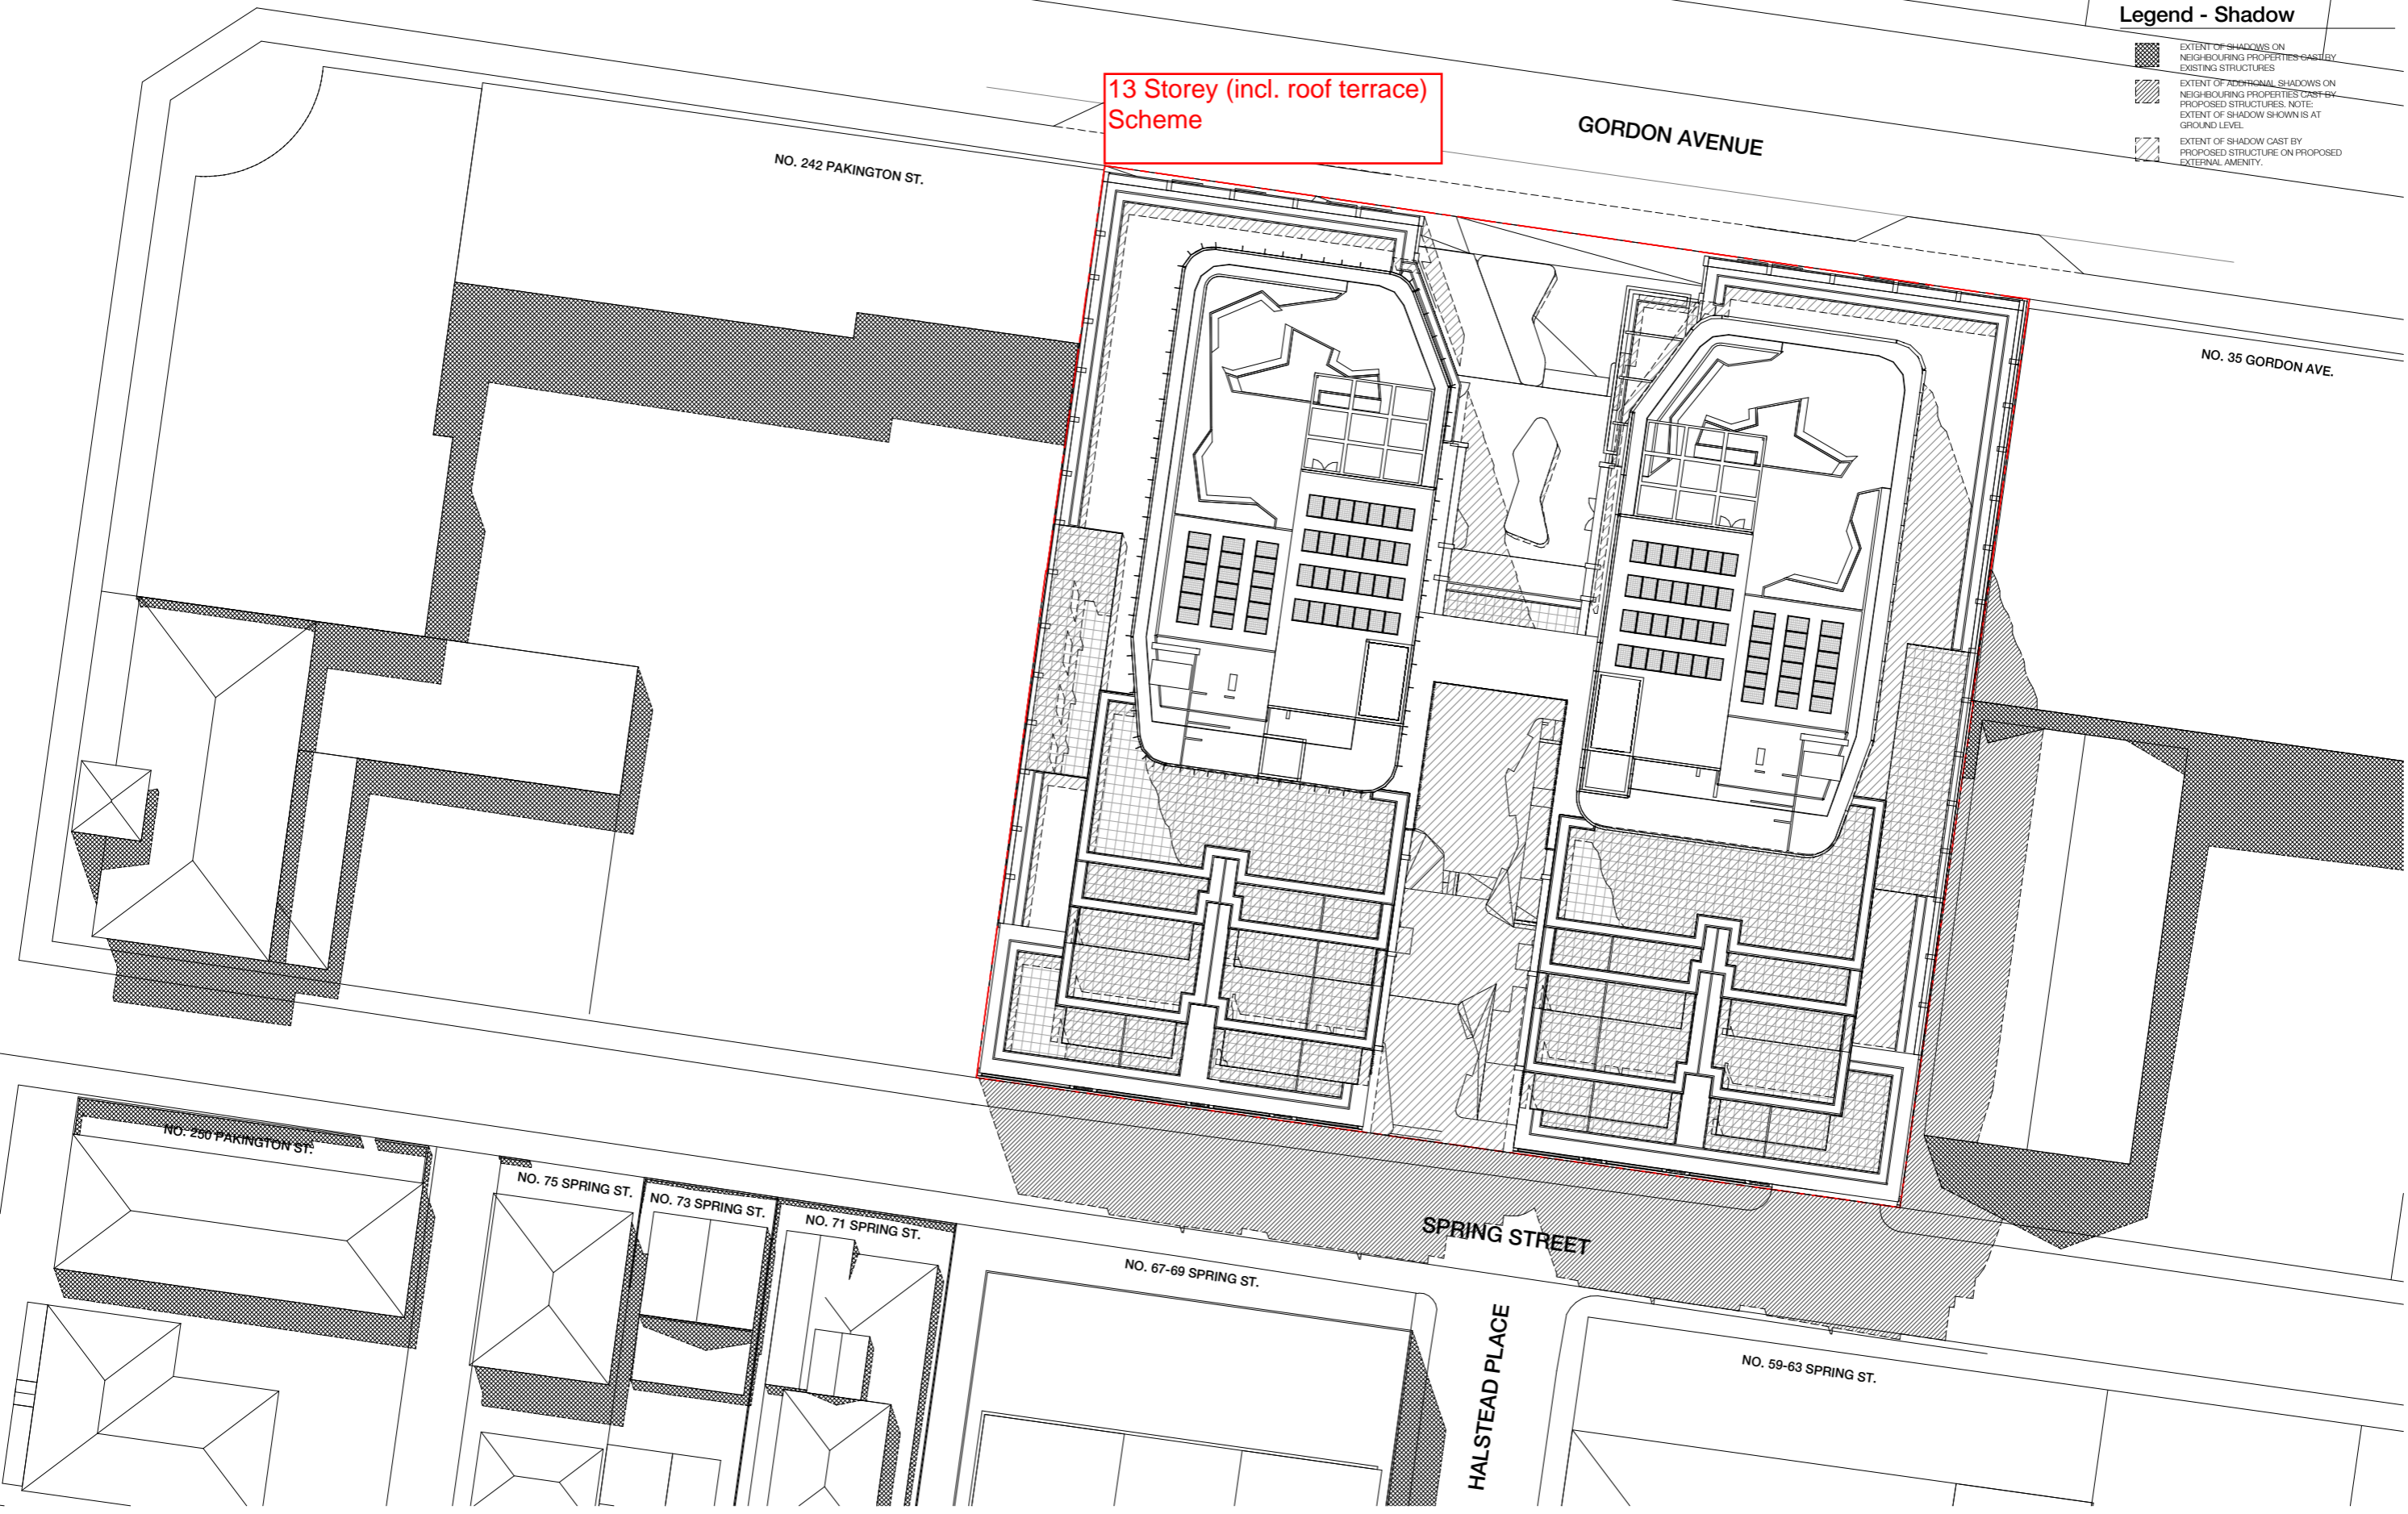 Legend - Shadow
EXTENT OF SHADOWS ON
NEIGHBOURING PROPERTIES CAST BY
EXISTING STRUCTURES
EXTENT OF ADDITIONAL SHADOWS ON
NEIGHBOURING PROPERTIES CAST BY
PROPOSED STRUCTURES. NOTE:
EXTENT OF SHADOW SHOWN IS AT
GROUND LEVEL
EXTENT OF SHADOW CAST BY
PROPOSED STRUCTURE ON PROPOSED
EXTERNAL AMENITY.
13 Storey (incl. roof terrace)
Scheme
GORDON AVENUE
NO. 242 PAKINGTON ST.
NO. 35 GORDON AVE.
NO. 250 PAKINGTON ST.
NO. 75 SPRING ST.
NO. 73 SPRING ST.
NO. 71 SPRING ST.
SPRING STREET
NO. 67-69 SPRING ST.
HALSTEAD PLACE
NO. 59-63 SPRING ST.